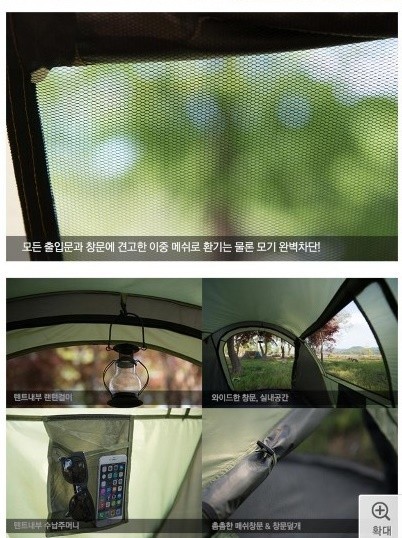 모든 출입문과 창문에 견고한 이중 메쉬로 환기는 물론 모기 완벽차단!
텐트내부 랜턴걸이
와이드한 창문, 실내공간
텐트내부 수납주머니
촘촘한 메쉬창문 & 창문덮개
확대